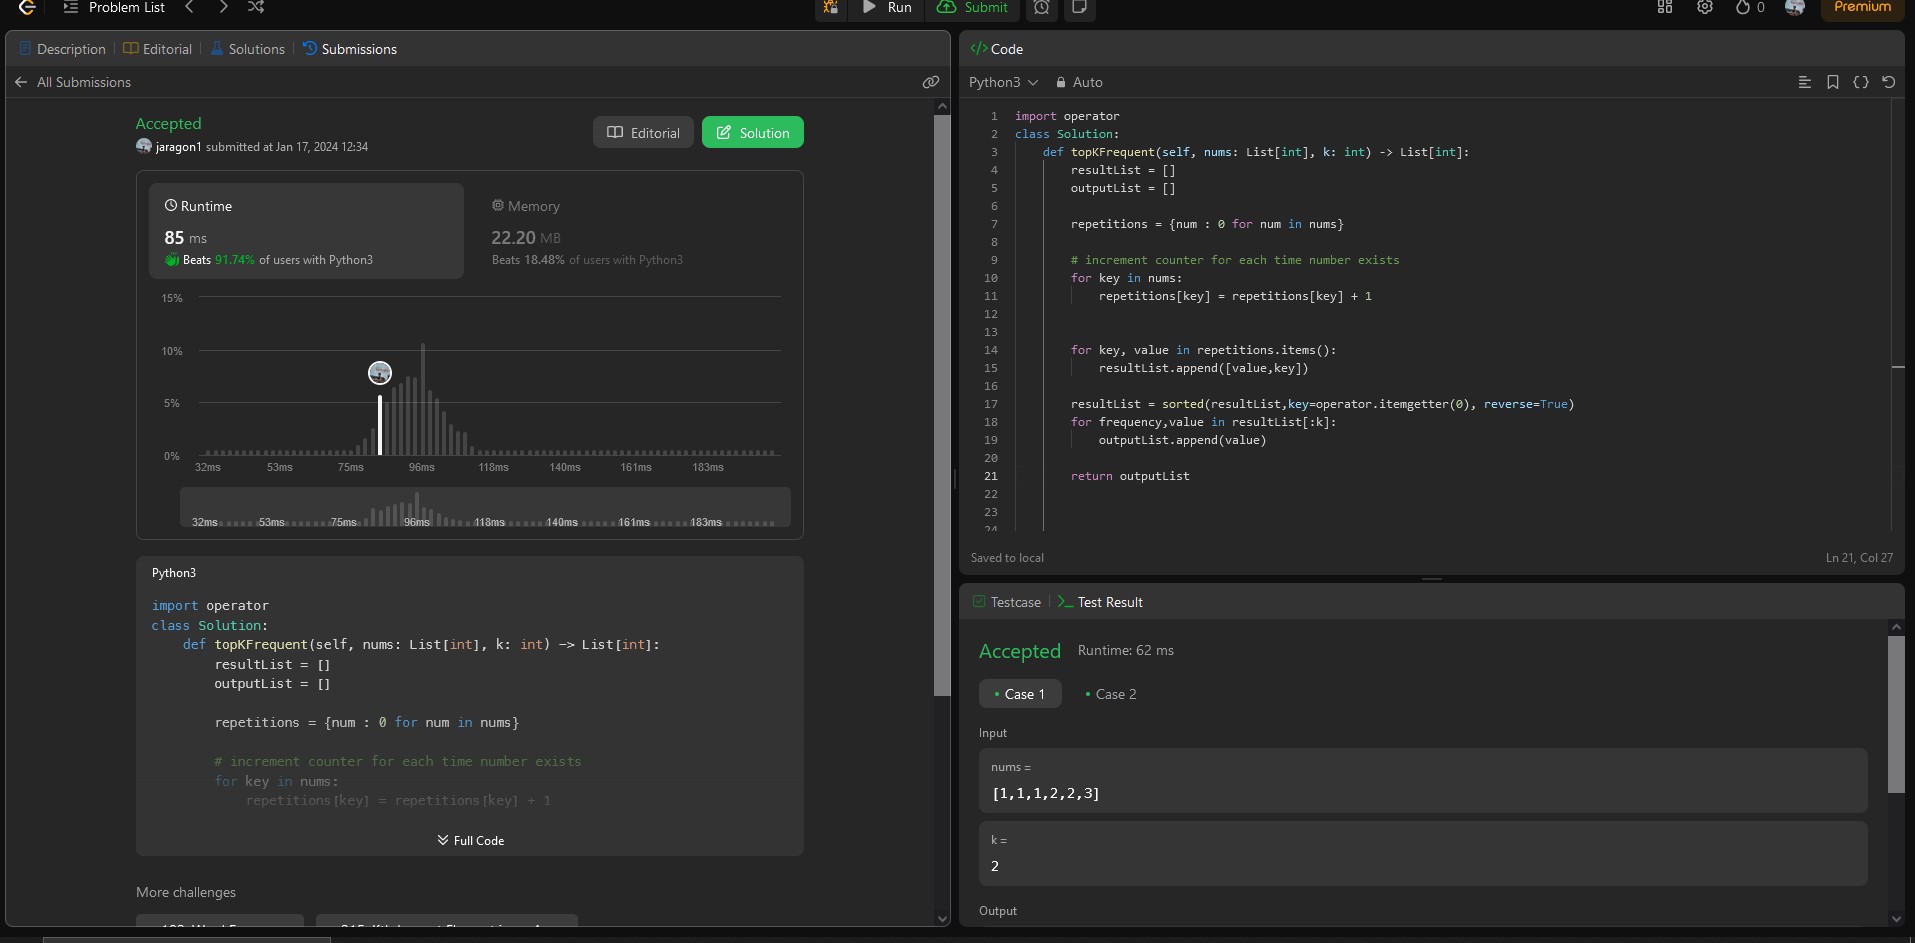 Problem List
Run
Submit
0
Premium
Description
Editorial
Solutions
Submissions
All Submissions
Accepted
jaragon1 submitted at Jan 17, 2024 12:34
Editorial
Solution
Runtime
85 ms
Beats 91.74% of users with Python3
Memory
22.20 MB
Beats 18.48% of users with Python3
15%
10%
5%
0%
32ms 53ms 75ms 96ms 118ms 140ms 161ms 183ms
32ms 53ms 75ms 96ms 118ms 140ms 161ms 183ms
Python3
import operator
class Solution:
    def topKFrequent(self, nums: List[int], k: int) -> List[int]:
        resultList = []
        outputList = []
        repetitions = {num : 0 for num in nums}
        # increment counter for each time number exists
        for key in nums:
            repetitions[key] = repetitions[key] + 1
Full Code
More challenges
</> Code
Python3
Auto
1 import operator
2 class Solution:
3     def topKFrequent(self, nums: List[int], k: int) -> List[int]:
4         resultList = []
5         outputList = []
6
7         repetitions = {num : 0 for num in nums}
8
9         # increment counter for each time number exists
10         for key in nums:
11             repetitions[key] = repetitions[key] + 1
12
13
14         for key, value in repetitions.items():
15             resultList.append([value,key])
16
17         resultList = sorted(resultList,key=operator.itemgetter(0), reverse=True)
18         for frequency,value in resultList[:k]:
19             outputList.append(value)
20
21         return outputList
22
23
24
Saved to local
Ln 21, Col 27
Testcase
Test Result
Accepted
Runtime: 62 ms
Case 1
Case 2
Input
nums =
[1,1,1,2,2,3]
k =
2
Output